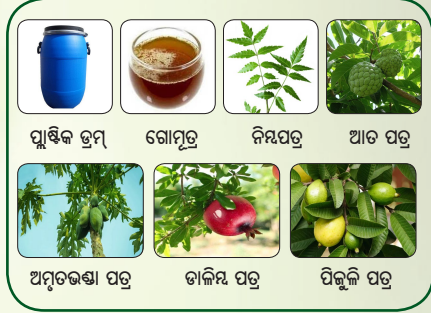 ପ୍ଲାଷ୍ଟିକ ଡ୍ରମ୍ ଗୋମୂତ୍ର ନିମ୍ବପତ୍ର ଆତ ପତ୍ର
ଅମୃତଭଣ୍ଡା ପତ୍ର ଡାଳିମ୍ବ ପତ୍ର ପିଜୁଳି ପତ୍ର